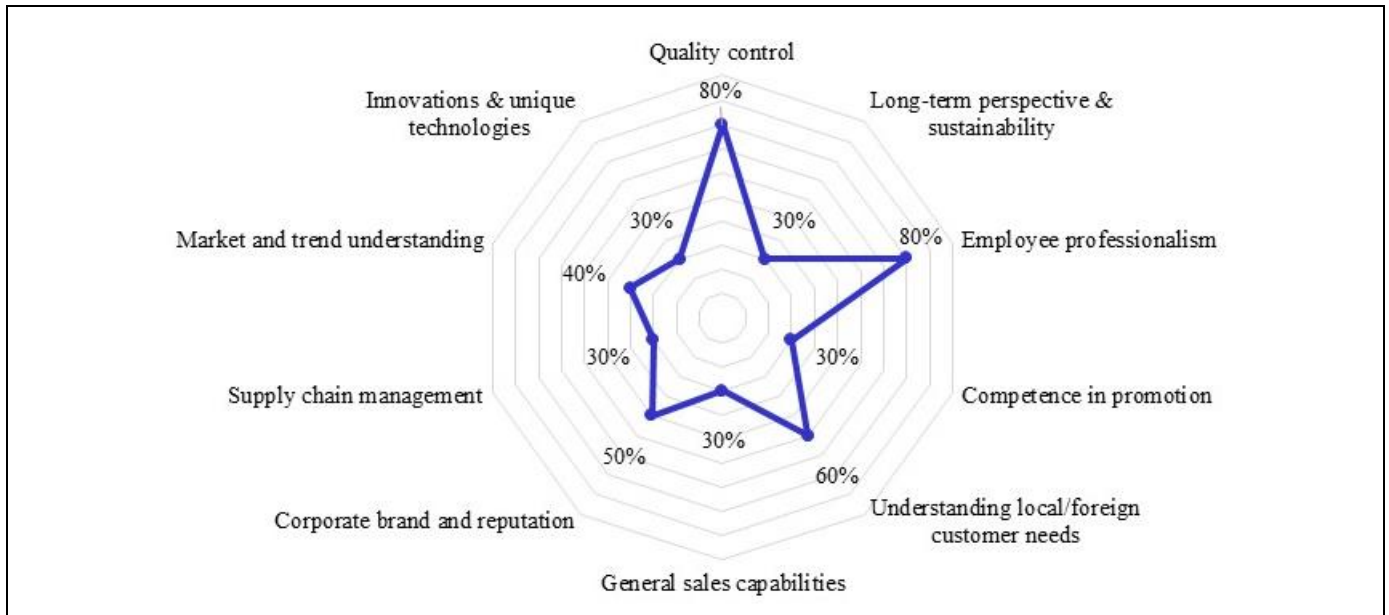 Quality control
80%
Innovations & unique
technologies
Long-term perspective &
sustainability
30%
30%
Market and trend understanding
80%
Employee professionalism
40%
30%
30%
Supply chain management
Competence in promotion
30%
50%
60%
Corporate brand and reputation
Understanding local/foreign
customer needs
General sales capabilities